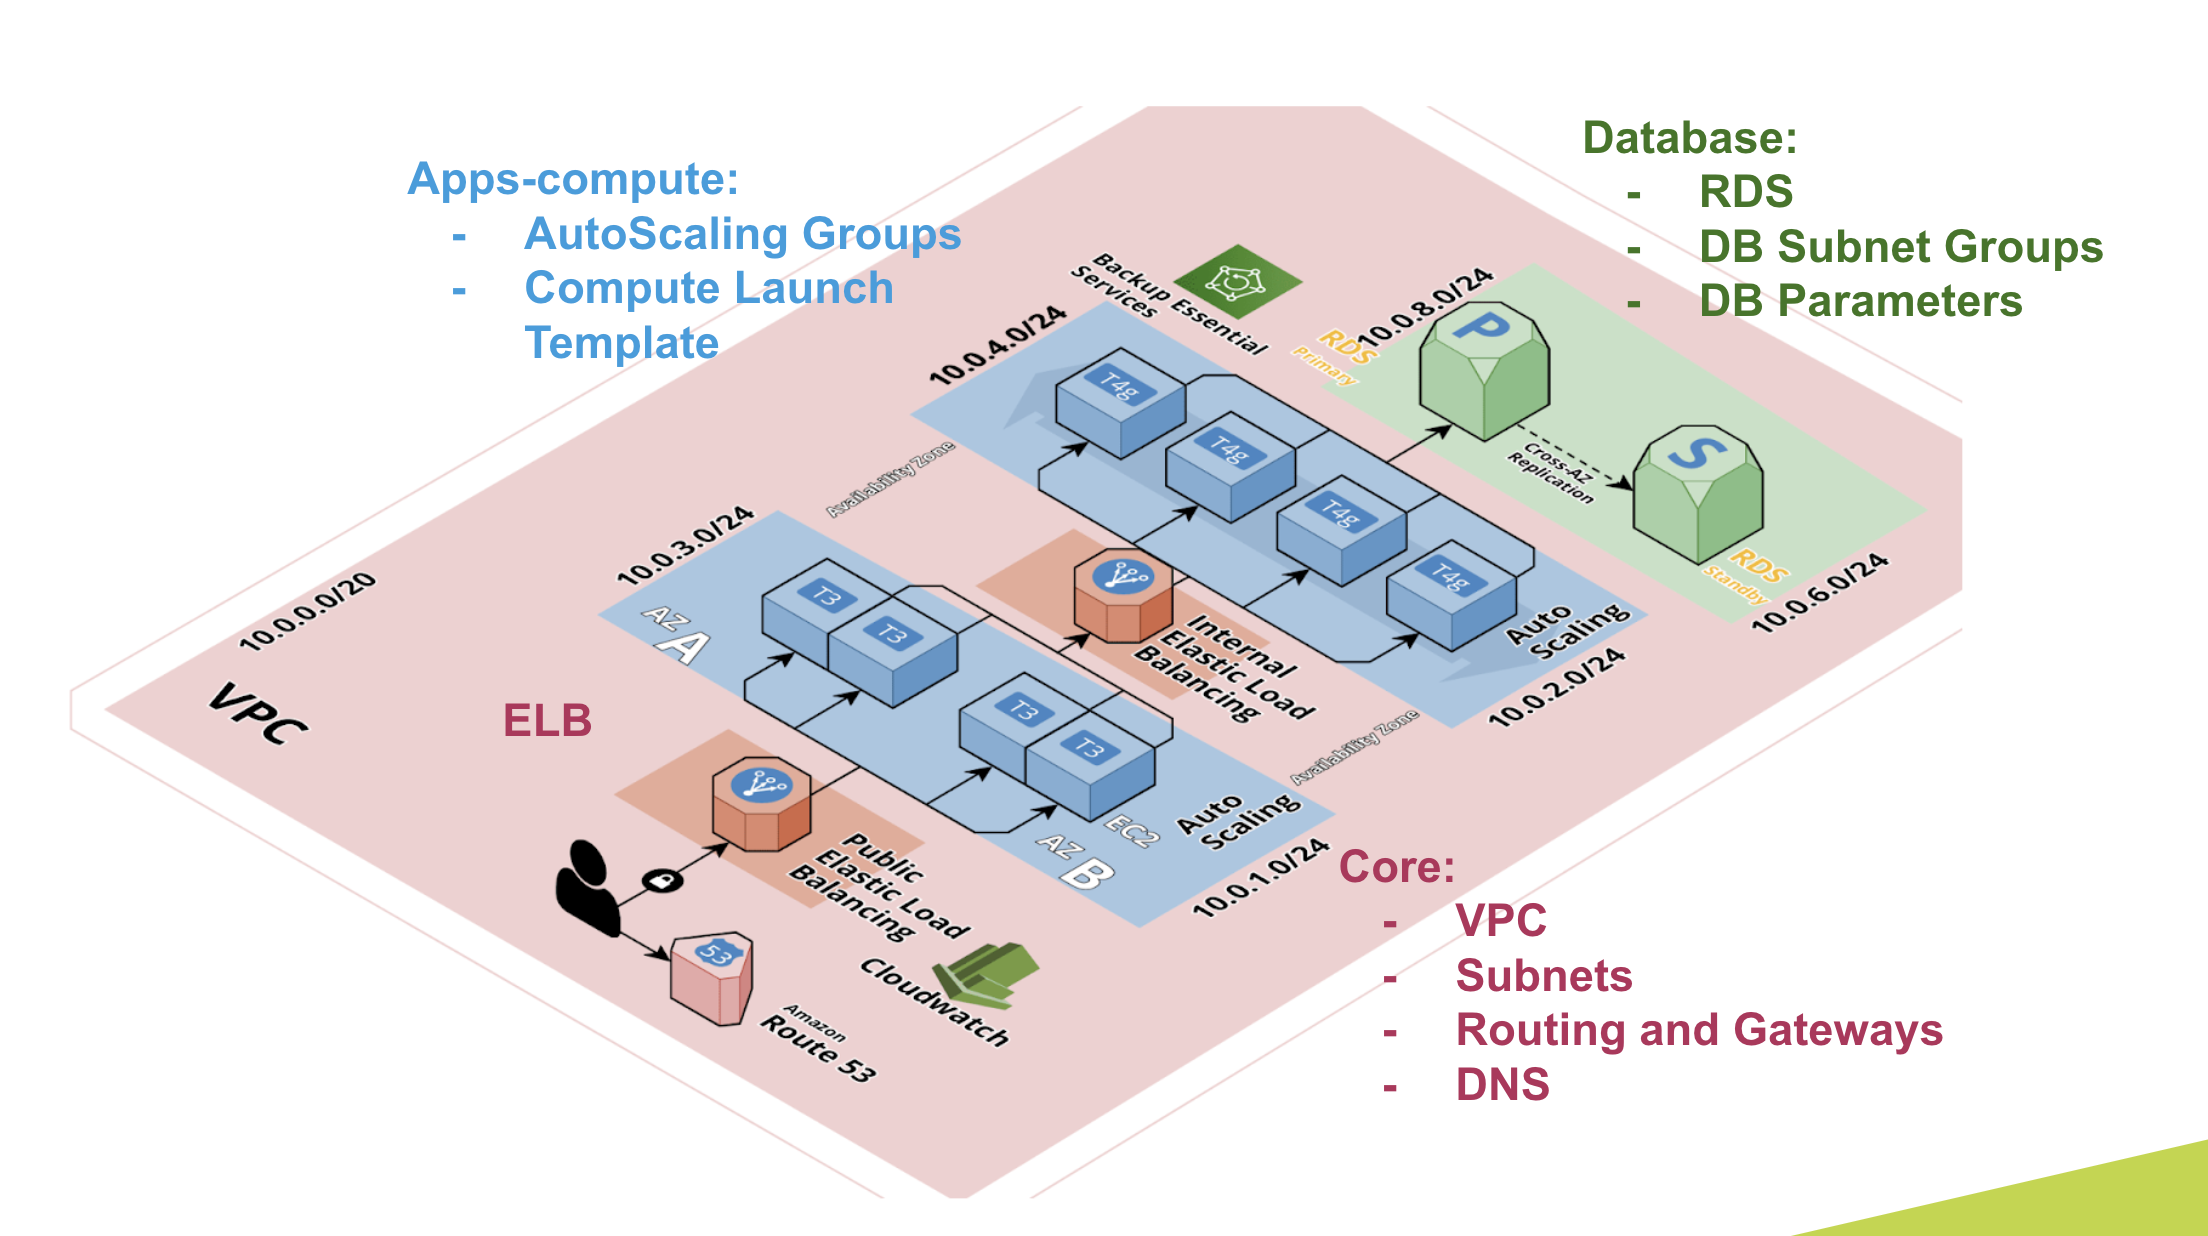 Apps-compute:
- AutoScaling Groups
- Compute Launch
Template
Database:
- RDS
- DB Subnet Groups
- DB Parameters
Backup Essential
Services
10.0.4.0/24
10.0.8.0/24
RDS
Primary
P
T4g
T4g
T4g
T4g
Cross-AZ
Replication
S
RDS
Standby
10.0.6.0/24
Availability Zone
10.0.3.0/24
10.0.0.0/20
VPC
AZ A
T3
T3
T3
T3
Internal
Elastic Load
Balancing
Auto
Scaling
10.0.2.0/24
Availability Zone
ELB
EC2
AZ B
Auto
Scaling
10.0.1.0/24
Public
Elastic Load
Balancing
Cloudwatch
53
Amazon
Route 53
Core:
- VPC
- Subnets
- Routing and Gateways
- DNS